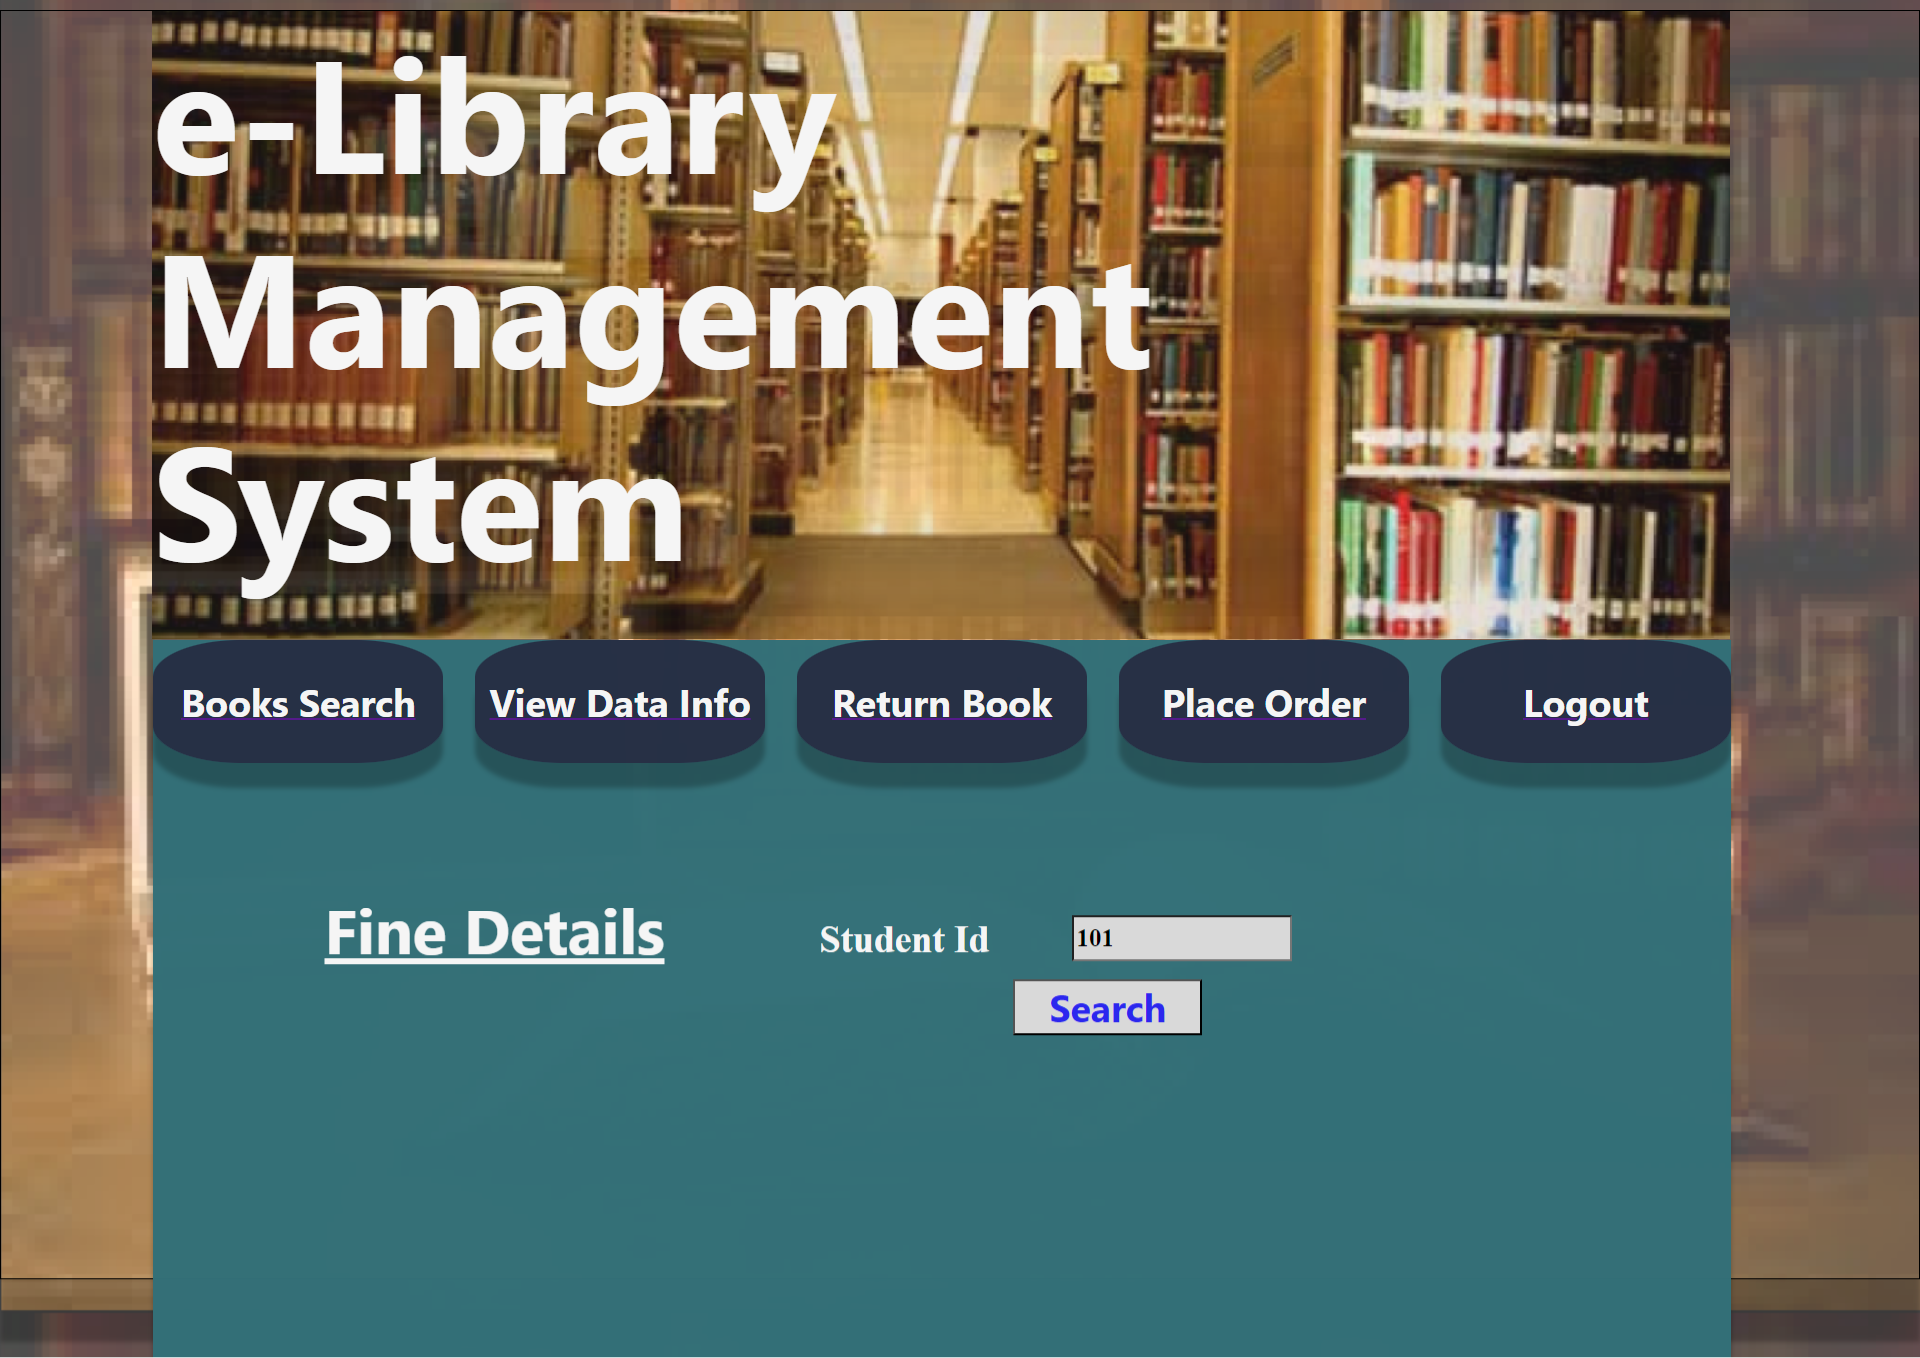 e-Library
Management
System
Books Search
View Data Info
Return Book
Place Order
Logout
Fine Details
Student Id
101
Search